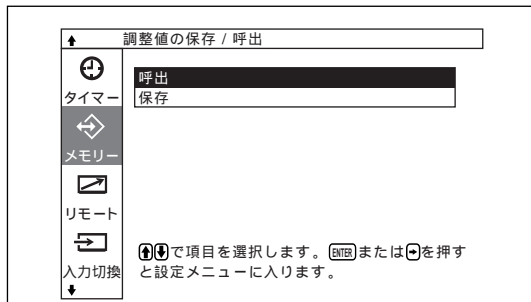 調整値の保存 / 呼出
タイマー
メモリー
リモート
入力切換
呼出
保存
で項目を選択します。ENTERまたは を押す
と設定メニューに入ります。